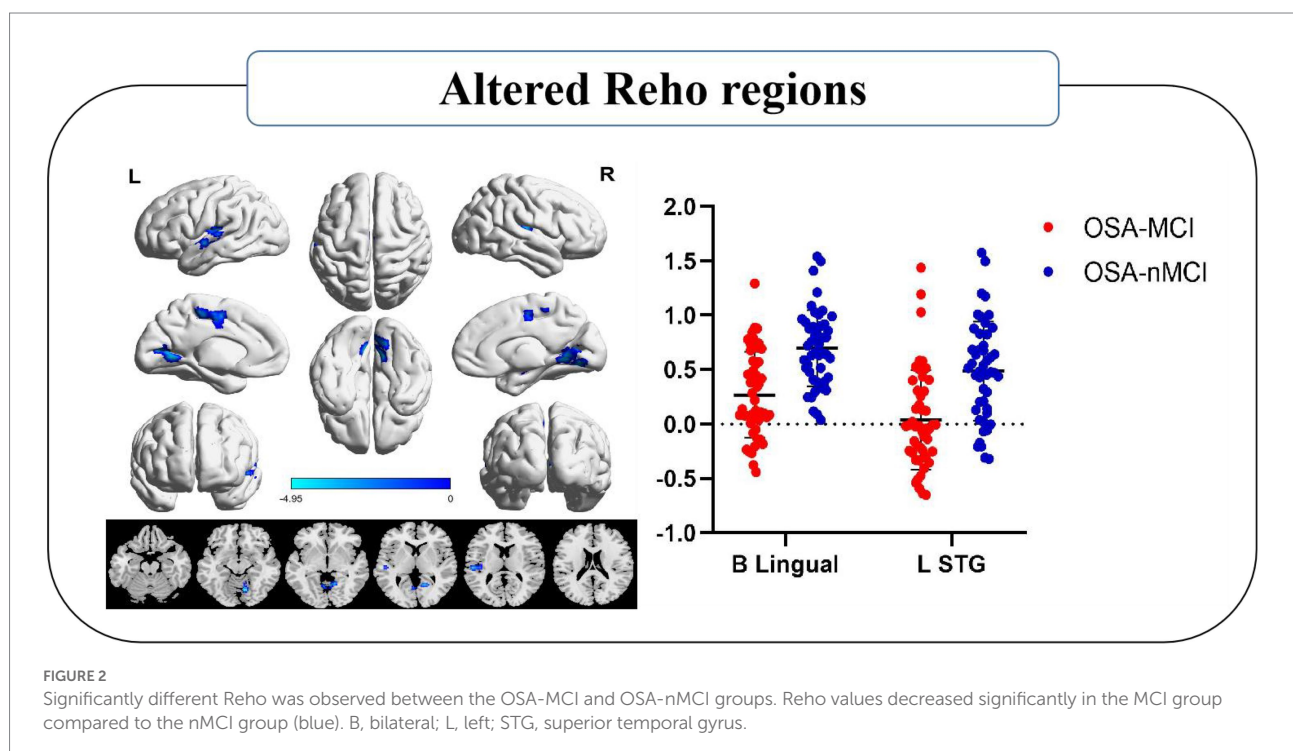 Altered Reho regions
L
R
-4.95
0
2.0
1.5
1.0
0.5
0.0
-0.5
-1.0
B Lingual
L STG
OSA-MCI
OSA-nMCI
FIGURE 2
Significantly different Reho was observed between the OSA-MCI and OSA-nMCI groups. Reho values decreased significantly in the MCI group
compared to the nMCI group (blue). B, bilateral; L, left; STG, superior temporal gyrus.